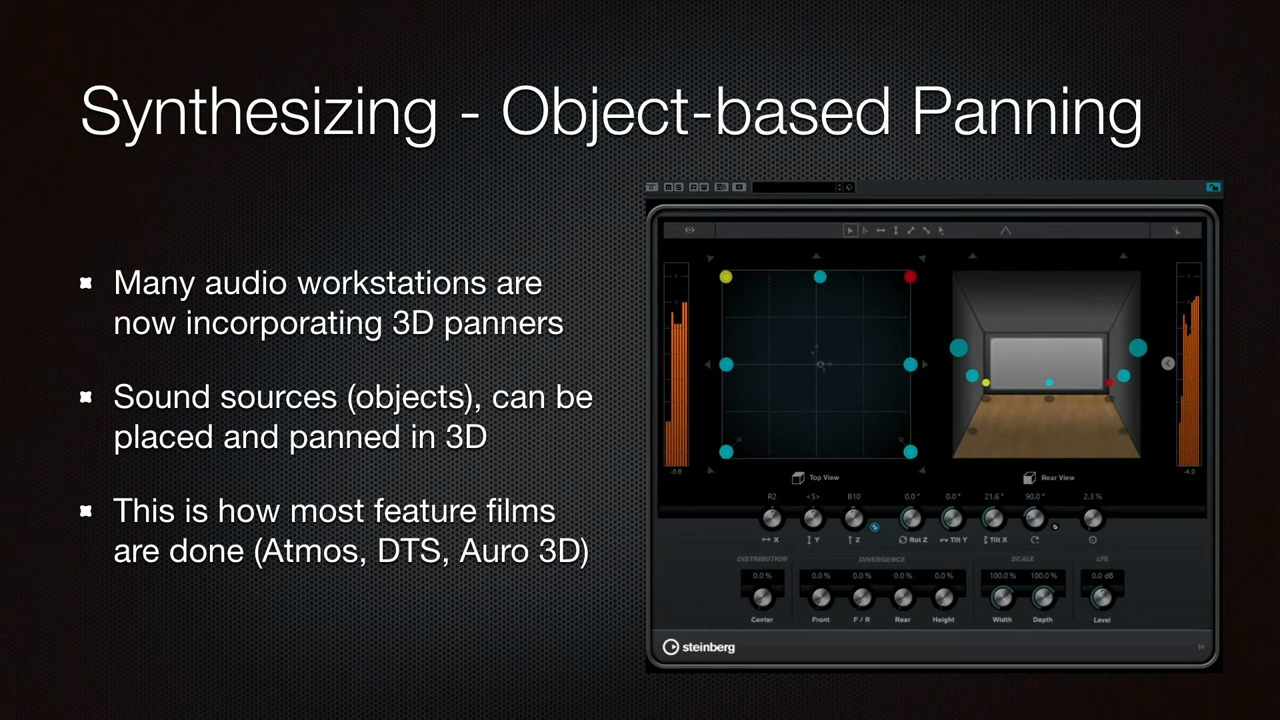 Synthesizing - Object-based Panning
Many audio workstations are
now incorporating 3D panners
Sound sources (objects), can be
placed and panned in 3D
This is how most feature films
are done (Atmos, DTS, Auro 3D)
M S R W
Top View
Rear View
-4.0
R2 <S> B10 0.0 ° 0.0 ° 21.6 ° 90.0 ° 2.3 %
X Y Z Rot Z Tilt Y Tilt X
DISTRIBUTION DIVERGENCE SCALE LFE
0.0 % 0.0 % 0.0 % 0.0 % 0.0 % 100.0 % 100.0 % 0.0 dB
Center Front F / R Rear Height Width Depth Level
steinberg